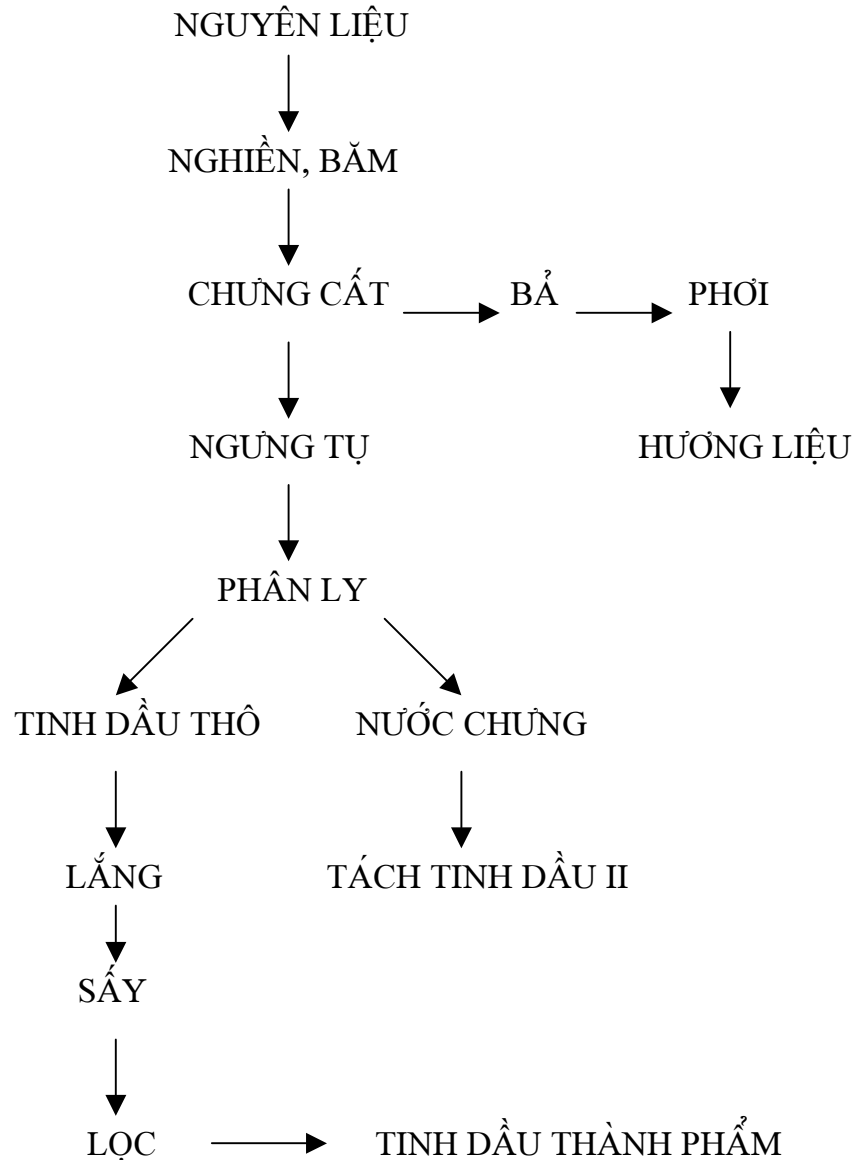 NGUYÊN LIỆU
NGHIỀN, BĂM
CHƯNG CẤT BẢ PHƠI
NGƯNG TỤ HƯƠNG LIỆU
PHÂN LY
TINH DẦU THÔ NƯỚC CHƯNG
LẮNG TÁCH TINH DẦU II
SẤY
LỌC TINH DẦU THÀNH PHẨM